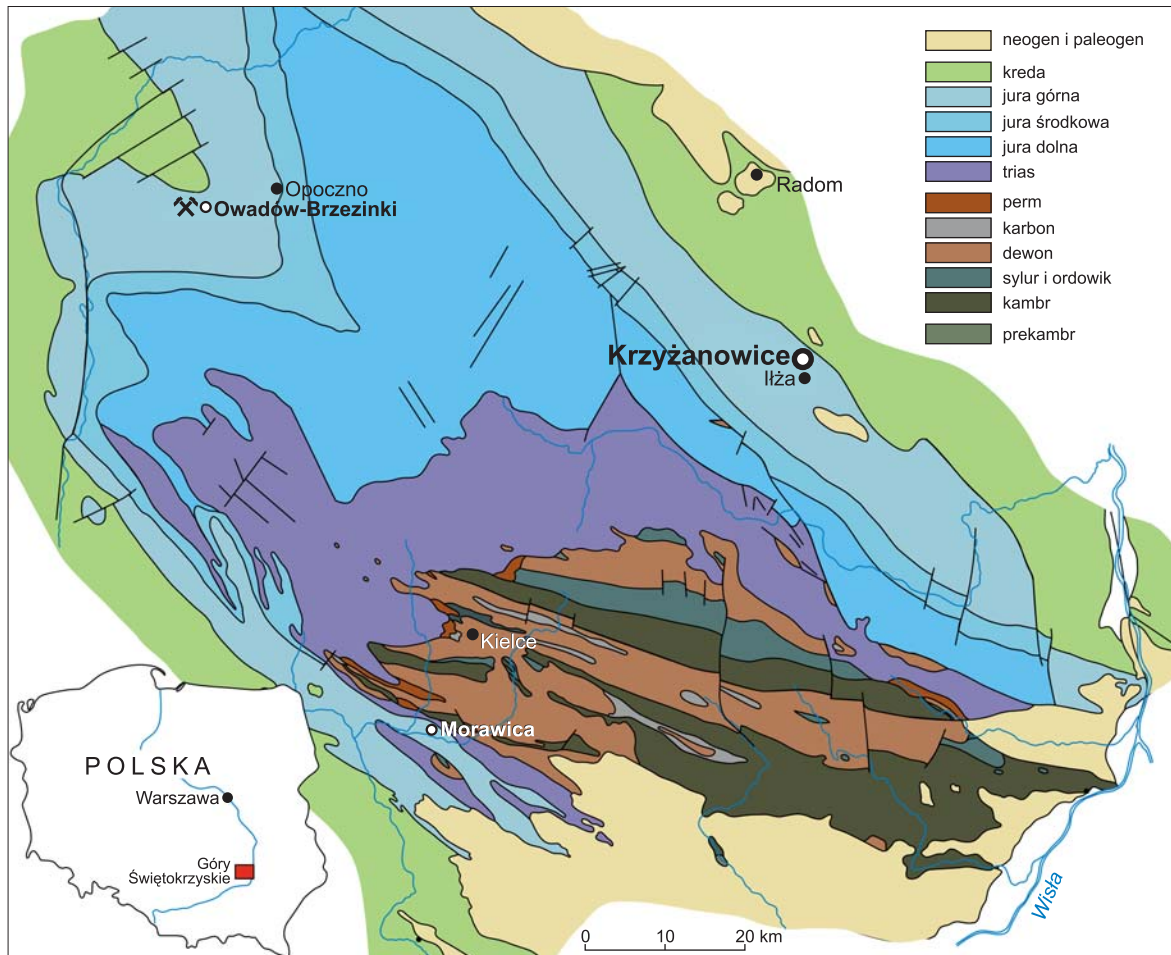 neogen i paleogen
kreda
jura górna
jura środkowa
jura dolna
trias
perm
karbon
dewon
sylur i ordowik
kambr
prekambr
Opoczno
Owadów-Brzezinki
Radom
Krzyżanowice
Iłża
Kielce
Morawica
POLSKA
Warszawa
Góry
Świętokrzyskie
Wisła
0 10 20 km